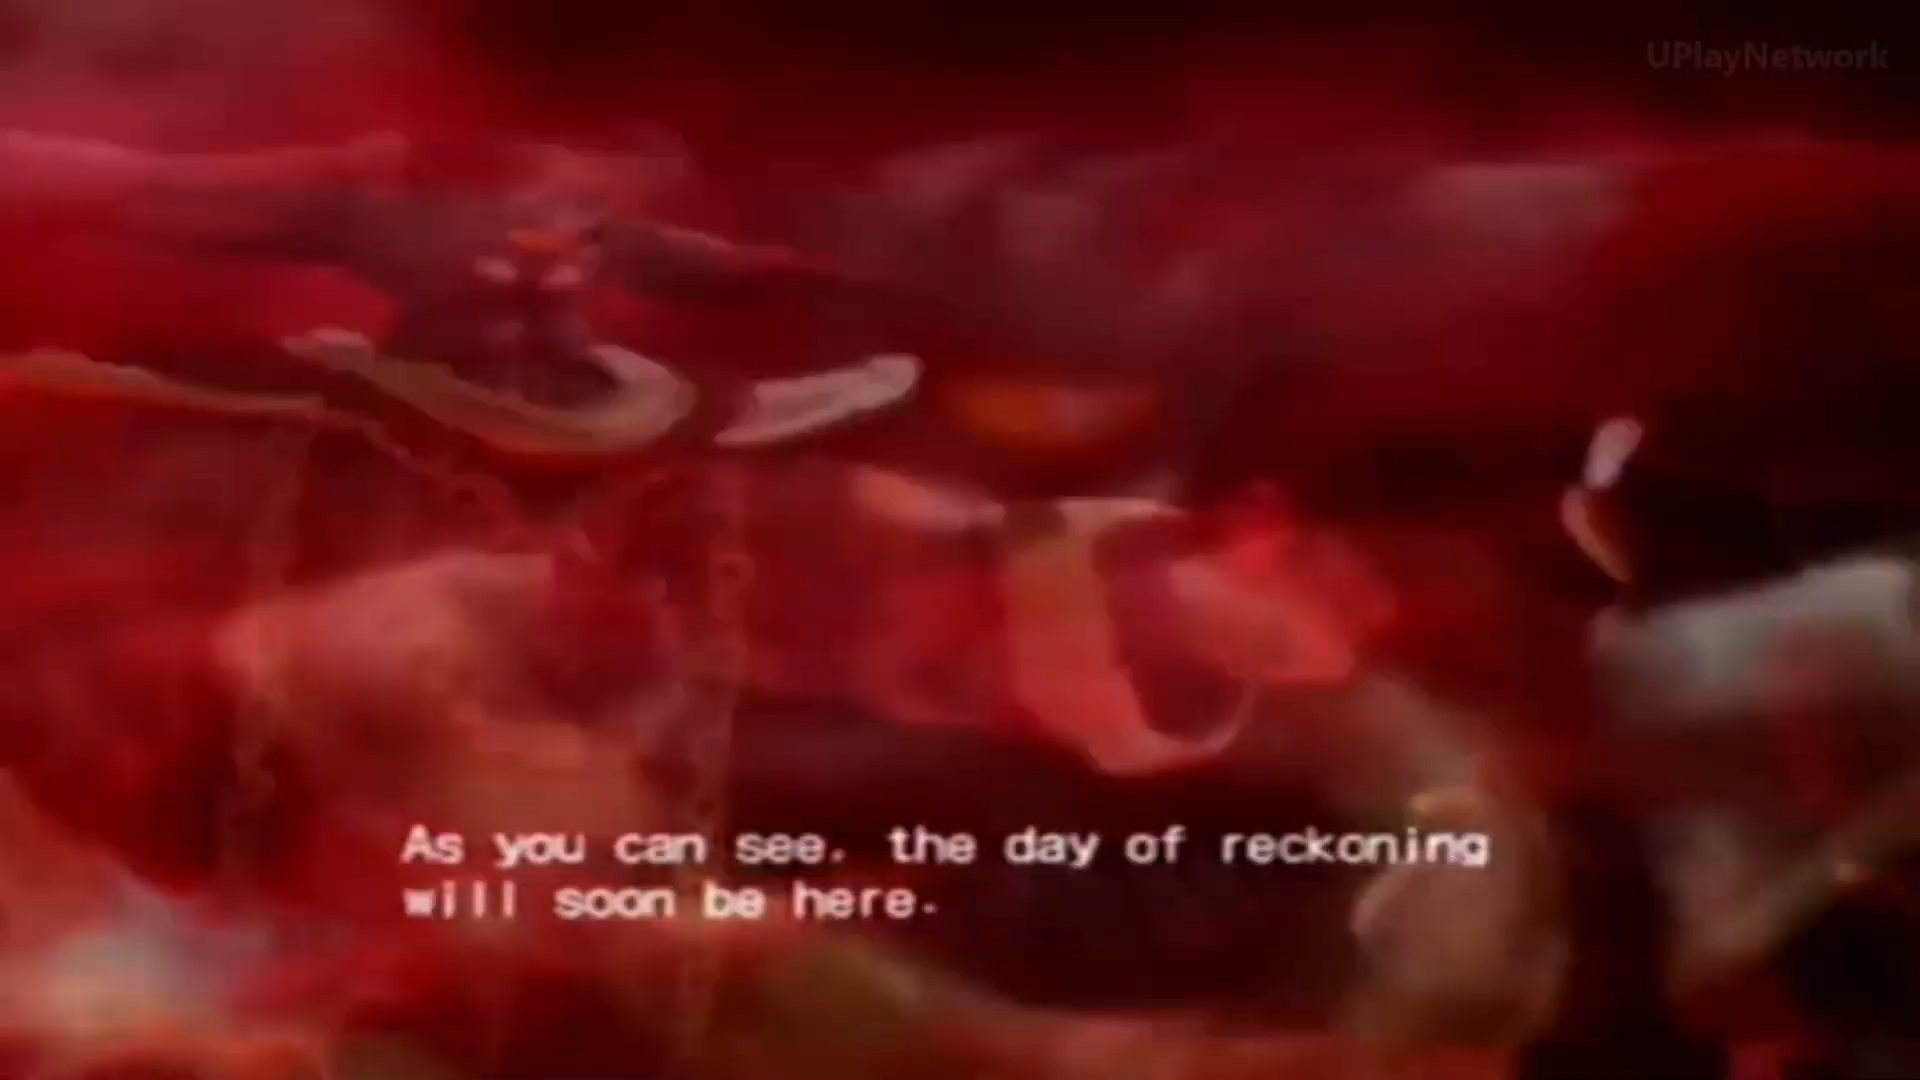 UPlayNetwork
As you can see. the day of reckoning
will soon be here.